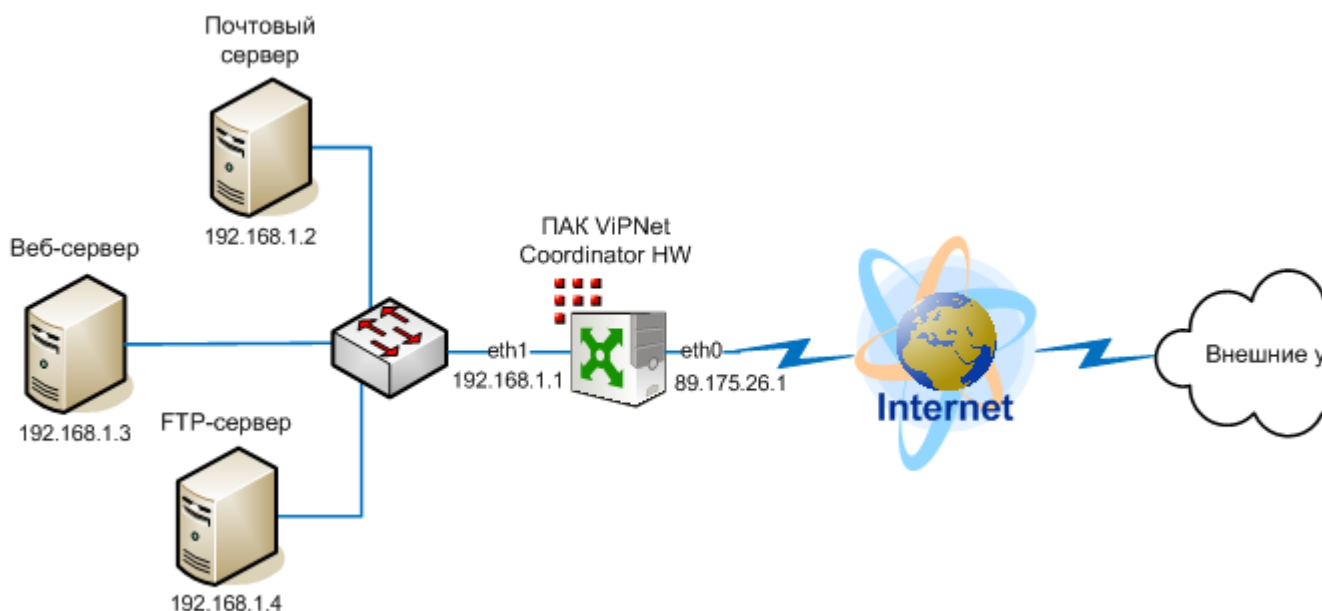 Почтовый
сервер
192.168.1.2
Веб-сервер
192.168.1.3
FTP-сервер
192.168.1.4
ПАК ViPNet
Coordinator HW
eth1
192.168.1.1
eth0
89.175.26.1
Internet
Внешние у